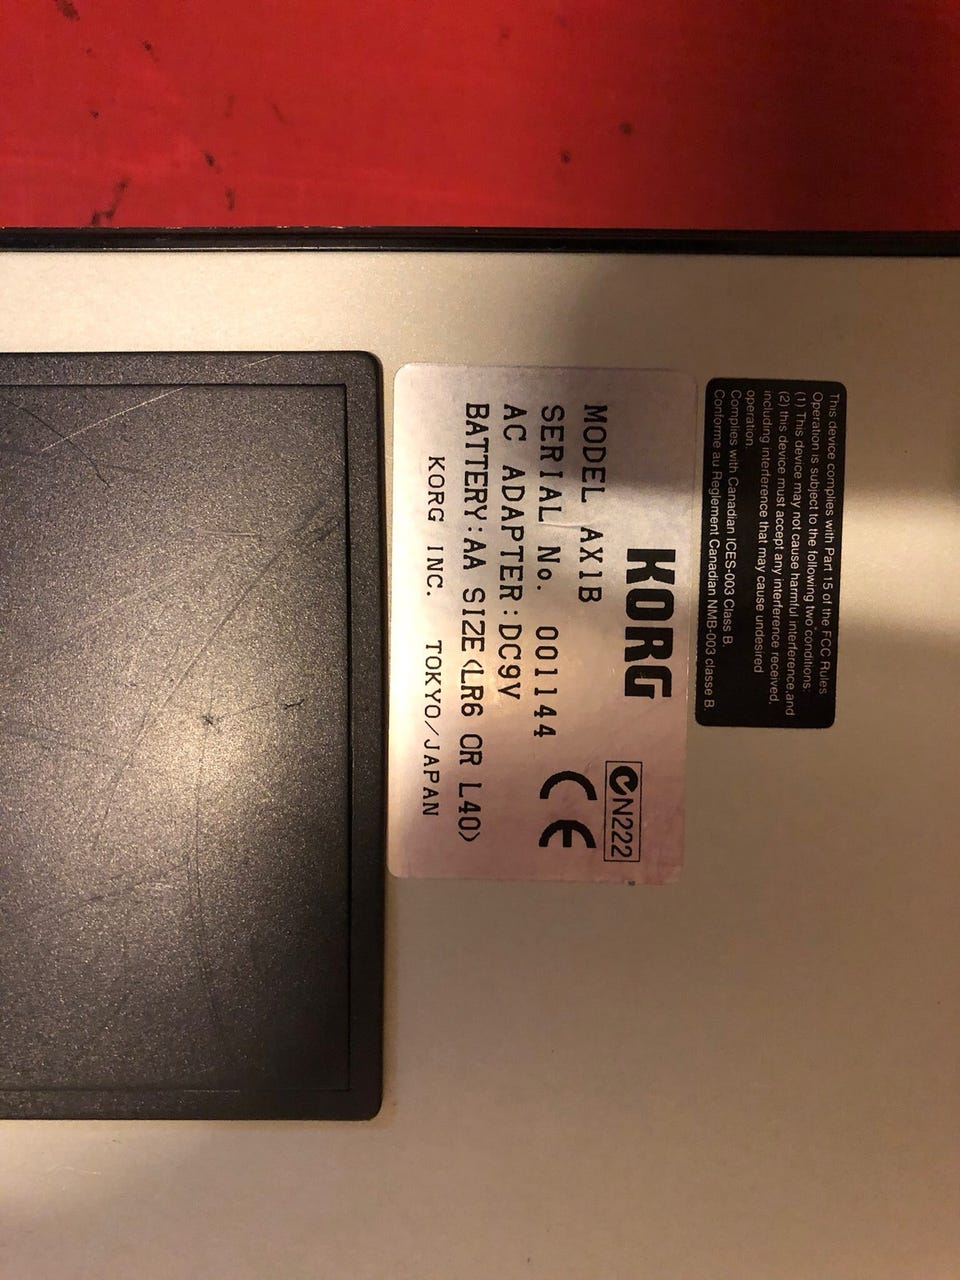 This device complies with Part 15 of the FCC Rules.
Operation is subject to the following two conditions:
(1) This device may not cause harmful interference,and
(2) this device must accept any interference received,
including interference that may cause undesired
operation.
Complies with Canadian ICES-003 Class B.
Conforme au Reglement Canadian NMB-003 classe B.
KORG
N222
MODEL AX1B
SERIAL No. 001144
CE
AC ADAPTER:DC9V
BATTERY:AA SIZE<LR6 OR L40>
KORG INC. TOKYO/JAPAN